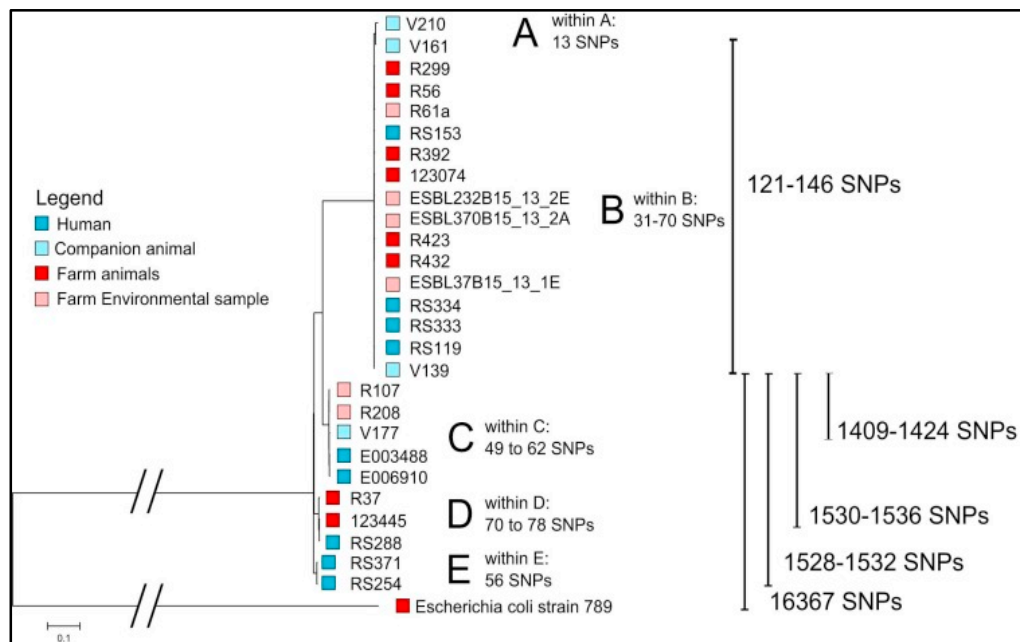 V210
V161
R299
R56
R61a
RS153
R392
123074
ESBL232B15_13_2E
ESBL370B15_13_2A
R423
R432
ESBL37B15_13_1E
RS334
RS333
RS119
V139
R107
R208
V177
E003488
E006910
R37
123445
RS288
RS371
RS254
Escherichia coli strain 789
Legend
Human
Companion animal
Farm animals
Farm Environmental sample
A
within A:
13 SNPs
B
within B:
31-70 SNPs
C
within C:
49 to 62 SNPs
D
within D:
70 to 78 SNPs
E
within E:
56 SNPs
121-146 SNPs
1409-1424 SNPs
1530-1536 SNPs
1528-1532 SNPs
16367 SNPs
0.1